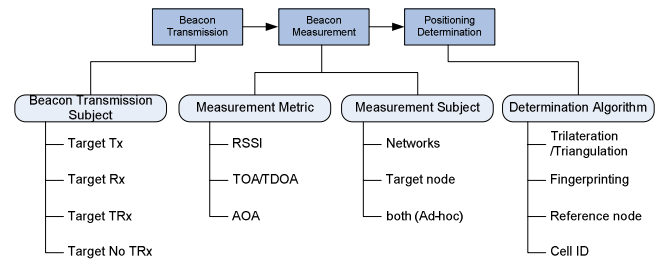 Beacon
Transmission
Beacon
Measurement
Positioning
Determination
Beacon Transmission
Subject
Target Tx
Target Rx
Target TRx
Target No TRx
Measurement Metric
RSSI
TOA/TDOA
AOA
Measurement Subject
Networks
Target node
both (Ad-hoc)
Determination Algorithm
Trilateration
/Triangulation
Fingerprinting
Reference node
Cell ID